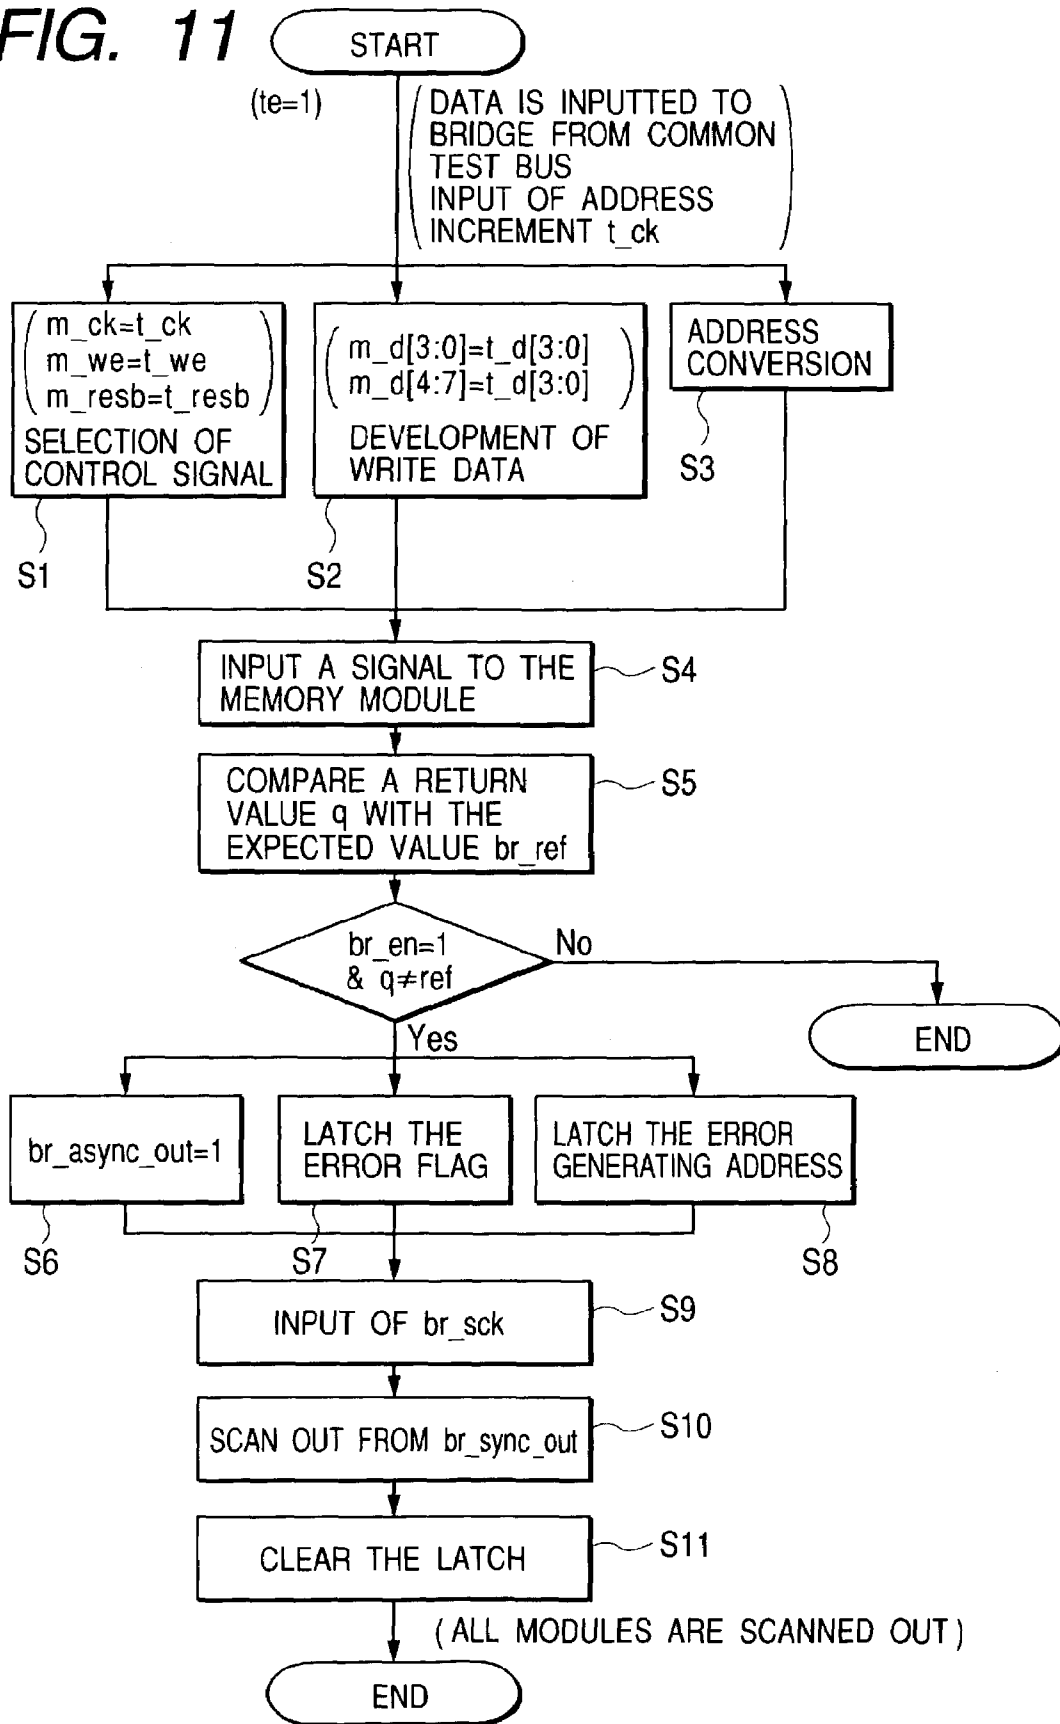 FIG. 11
START
(te=1)
(DATA IS INPUTTED TO
BRIDGE FROM COMMON
TEST BUS
INPUT OF ADDRESS
INCREMENT t_ck)
(m_ck=t_ck
m_we=t_we
m_resb=t_resb)
SELECTION OF
CONTROL SIGNAL
S1
(m_d[3:0]=t_d[3:0]
m_d[4:7]=t_d[3:0])
DEVELOPMENT OF
WRITE DATA
S2
ADDRESS
CONVERSION
S3
INPUT A SIGNAL TO THE
MEMORY MODULE
S4
COMPARE A RETURN
VALUE q WITH THE
EXPECTED VALUE br_ref
S5
br_en=1
& q≠ref
No
END
Yes
br_async_out=1
S6
LATCH THE
ERROR FLAG
S7
LATCH THE ERROR
GENERATING ADDRESS
S8
INPUT OF br_sck
S9
SCAN OUT FROM br_sync_out
S10
CLEAR THE LATCH
S11
(ALL MODULES ARE SCANNED OUT)
END